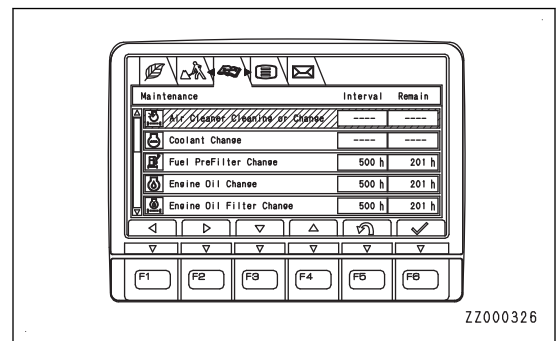 Maintenance Interval Remain
Air Cleaner Cleaning or Change ---- ----
Coolant Change ---- ----
Fuel PreFilter Change 500 h 201 h
Engine Oil Change 500 h 201 h
Engine Oil Filter Change 500 h 201 h
F1 F2 F3 F4 F5 F6
ZZ000326